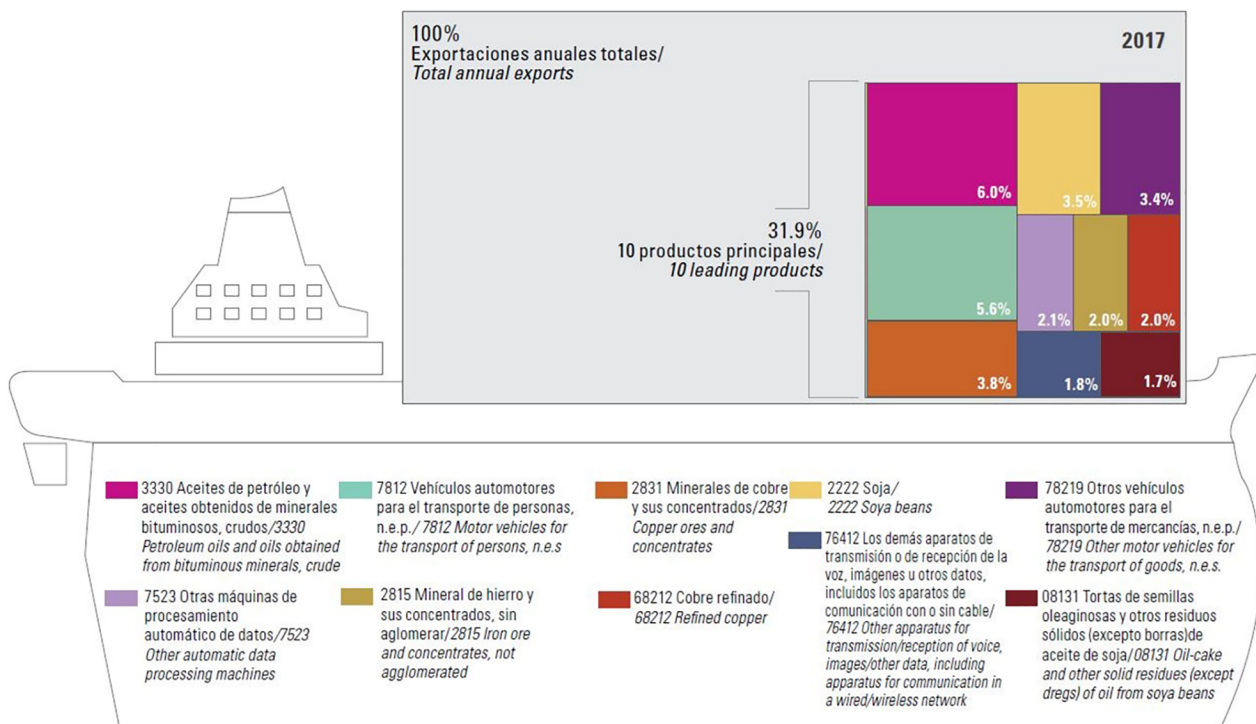 100%
Exportaciones anuales totales/
Total annual exports
2017
31.9%
10 productos principales/
10 leading products
6.0%
3.5%
3.4%
5.6%
2.1%
2.0%
2.0%
3.8%
1.8%
1.7%
3330 Aceites de petróleo y
aceites obtenidos de minerales
bituminosos, crudos/3330
Petroleum oils and oils obtained
from bituminous minerals, crude
7812 Vehículos automotores
para el transporte de personas,
n.e.p./ 7812 Motor vehicles for
the transport of persons, n.e.s
2831 Minerales de cobre
y sus concentrados/2831
Copper ores and
concentrates
2222 Soja/
2222 Soya beans
78219 Otros vehículos
automotores para el
transporte de mercancías, n.e.p./
78219 Other motor vehicles for
the transport of goods, n.e.s.
7523 Otras máquinas de
procesamiento
automático de datos/7523
Other automatic data
processing machines
2815 Mineral de hierro y
sus concentrados, sin
aglomerar/2815 Iron ore
and concentrates, not
agglomerated
68212 Cobre refinado/
68212 Refined copper
76412 Los demás aparatos de
transmisión o de recepción de la
voz, imágenes u otros datos,
incluidos los aparatos de
comunicación con o sin cable/
76412 Other apparatus for
transmission/reception of voice,
images/other data, including
apparatus for communication in
a wired/wireless network
08131 Tortas de semillas
oleaginosas y otros residuos
sólidos (excepto borras)de
aceite de soja/08131 Oil-cake
and other solid residues (except
dregs) of oil from soya beans